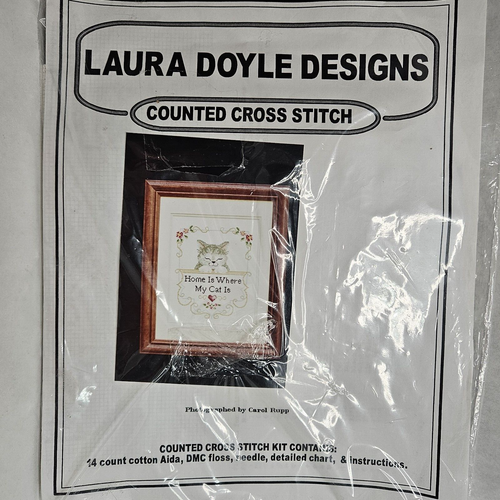 LAURA DOYLE DESIGNS
COUNTED CROSS STITCH
Home Is Where
My Cat Is
Photographed by Carol Rupp
COUNTED CROSS STITCH KIT CONTAINS:
14 count cotton Aida, DMC floss, needle, detailed chart, & instructions.